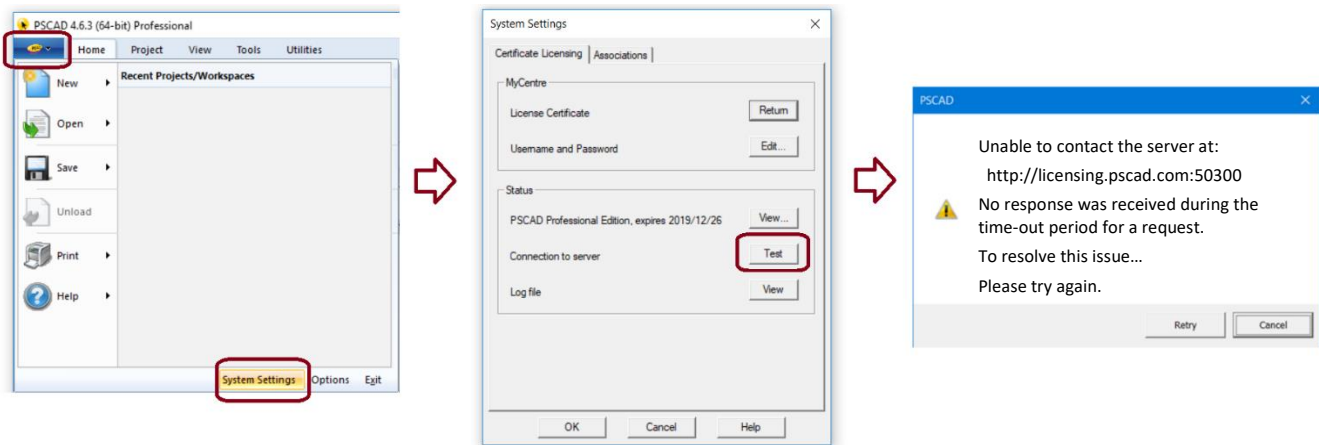 PSCAD 4.6.3 (64-bit) Professional
Home Project View Tools Utilities
New
Recent Projects/Workspaces
Open
Save
Unload
Print
Help
System Settings Options Exit
System Settings
Certificate Licensing Associations
MyCentre
License Certificate Return
Username and Password Edit...
Status
PSCAD Professional Edition, expires 2019/12/26 View...
Connection to server Test
Log file View
OK Cancel Help
PSCAD
Unable to contact the server at:
http://licensing.pscad.com:50300
No response was received during the
time-out period for a request.
To resolve this issue…
Please try again.
Retry Cancel